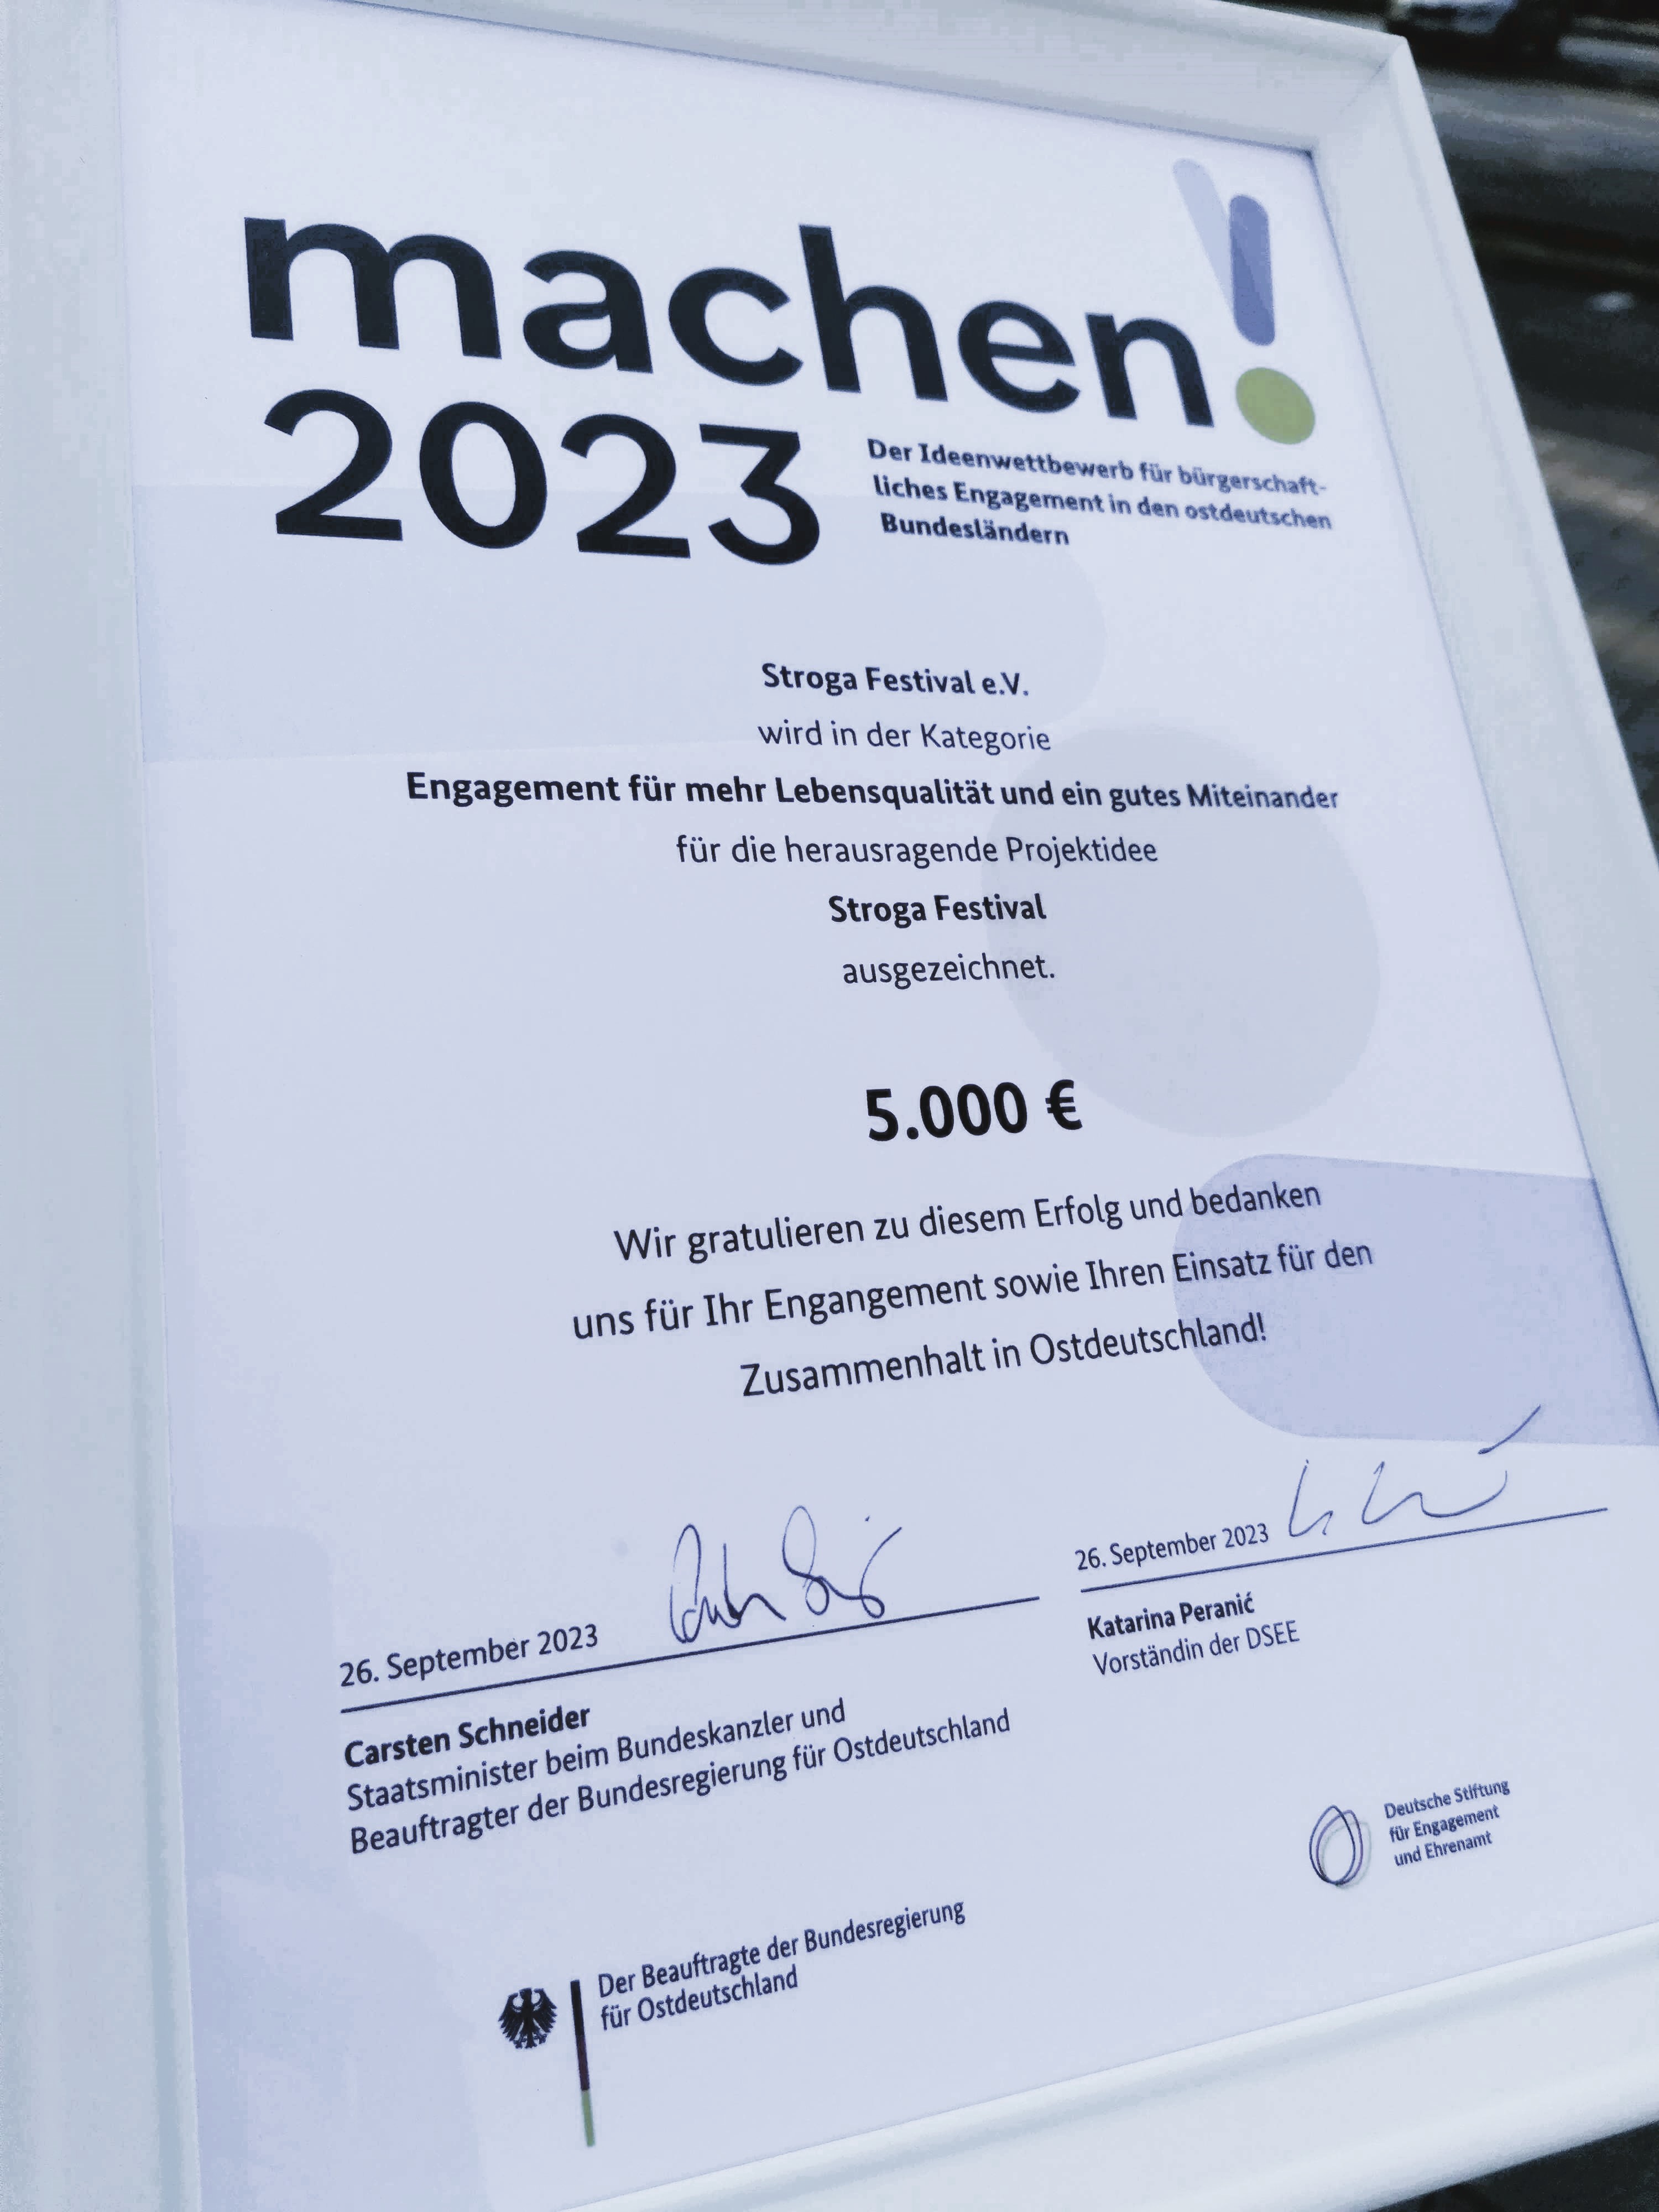 machen!
2023
Der Ideenwettbewerb für bürgerschaft-
liches Engagement in den ostdeutschen
Bundesländern
Stroga Festival e.V.
wird in der Kategorie
Engagement für mehr Lebensqualität und ein gutes Miteinander
für die herausragende Projektidee
Stroga Festival
ausgezeichnet.
5.000 €
Wir gratulieren zu diesem Erfolg und bedanken
uns für Ihr Engangement sowie Ihren Einsatz für den
Zusammenhalt in Ostdeutschland!
26. September 2023
Carsten Schneider
Staatsminister beim Bundeskanzler und
Beauftragter der Bundesregierung für Ostdeutschland
26. September 2023
Katarina Peranić
Vorständin der DSEE
Der Beauftragte der Bundesregierung
für Ostdeutschland
Deutsche Stiftung
für Engagement
und Ehrenamt